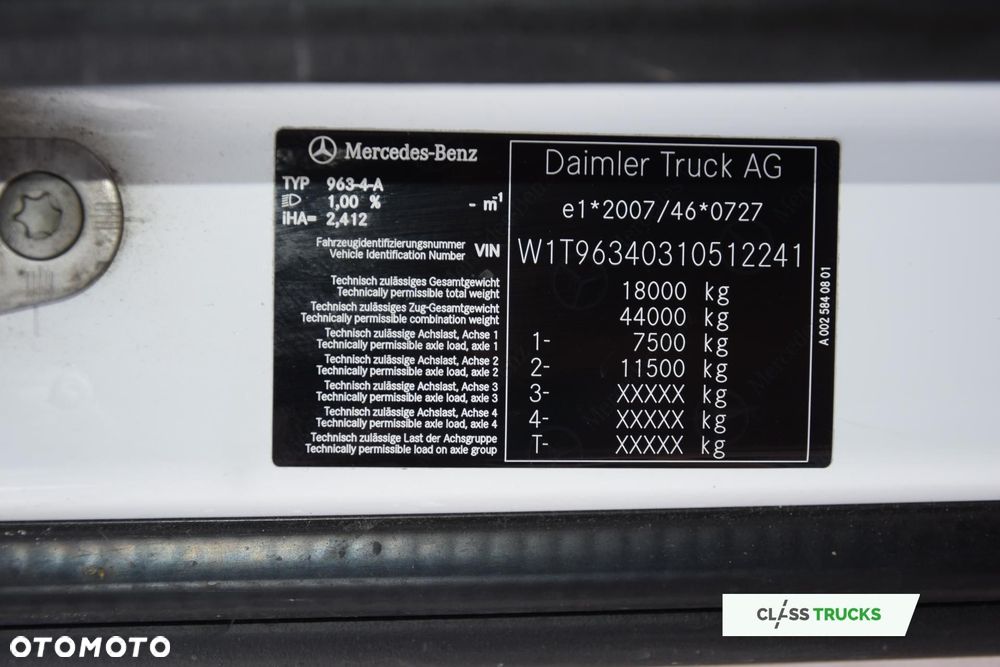 Mercedes-Benz
TYP 963-4-A
1,00 % - m⁻¹
iHA= 2,412
Daimler Truck AG
e1*2007/46*0727
Fahrzeugidentifizierungsnummer
Vehicle Identification Number VIN W1T96340310512241
Technisch zulässiges Gesamtgewicht
Technically permissible total weight 18000 kg
Technisch zulässiges Zug-Gesamtgewicht
Technically permissible combination weight 44000 kg
Technisch zulässige Achslast, Achse 1
Technically permissible axle load, axle 1 1- 7500 kg
Technisch zulässige Achslast, Achse 2
Technically permissible axle load, axle 2 2- 11500 kg
Technisch zulässige Achslast, Achse 3
Technically permissible axle load, axle 3 3- XXXXX kg
Technisch zulässige Achslast, Achse 4
Technically permissible axle load, axle 4 4- XXXXX kg
Technisch zulässige Last der Achsgruppe
Technically permissible load on axle group T- XXXXX kg
A 002 584 08 01
CLASS TRUCKS
OTOMOTO